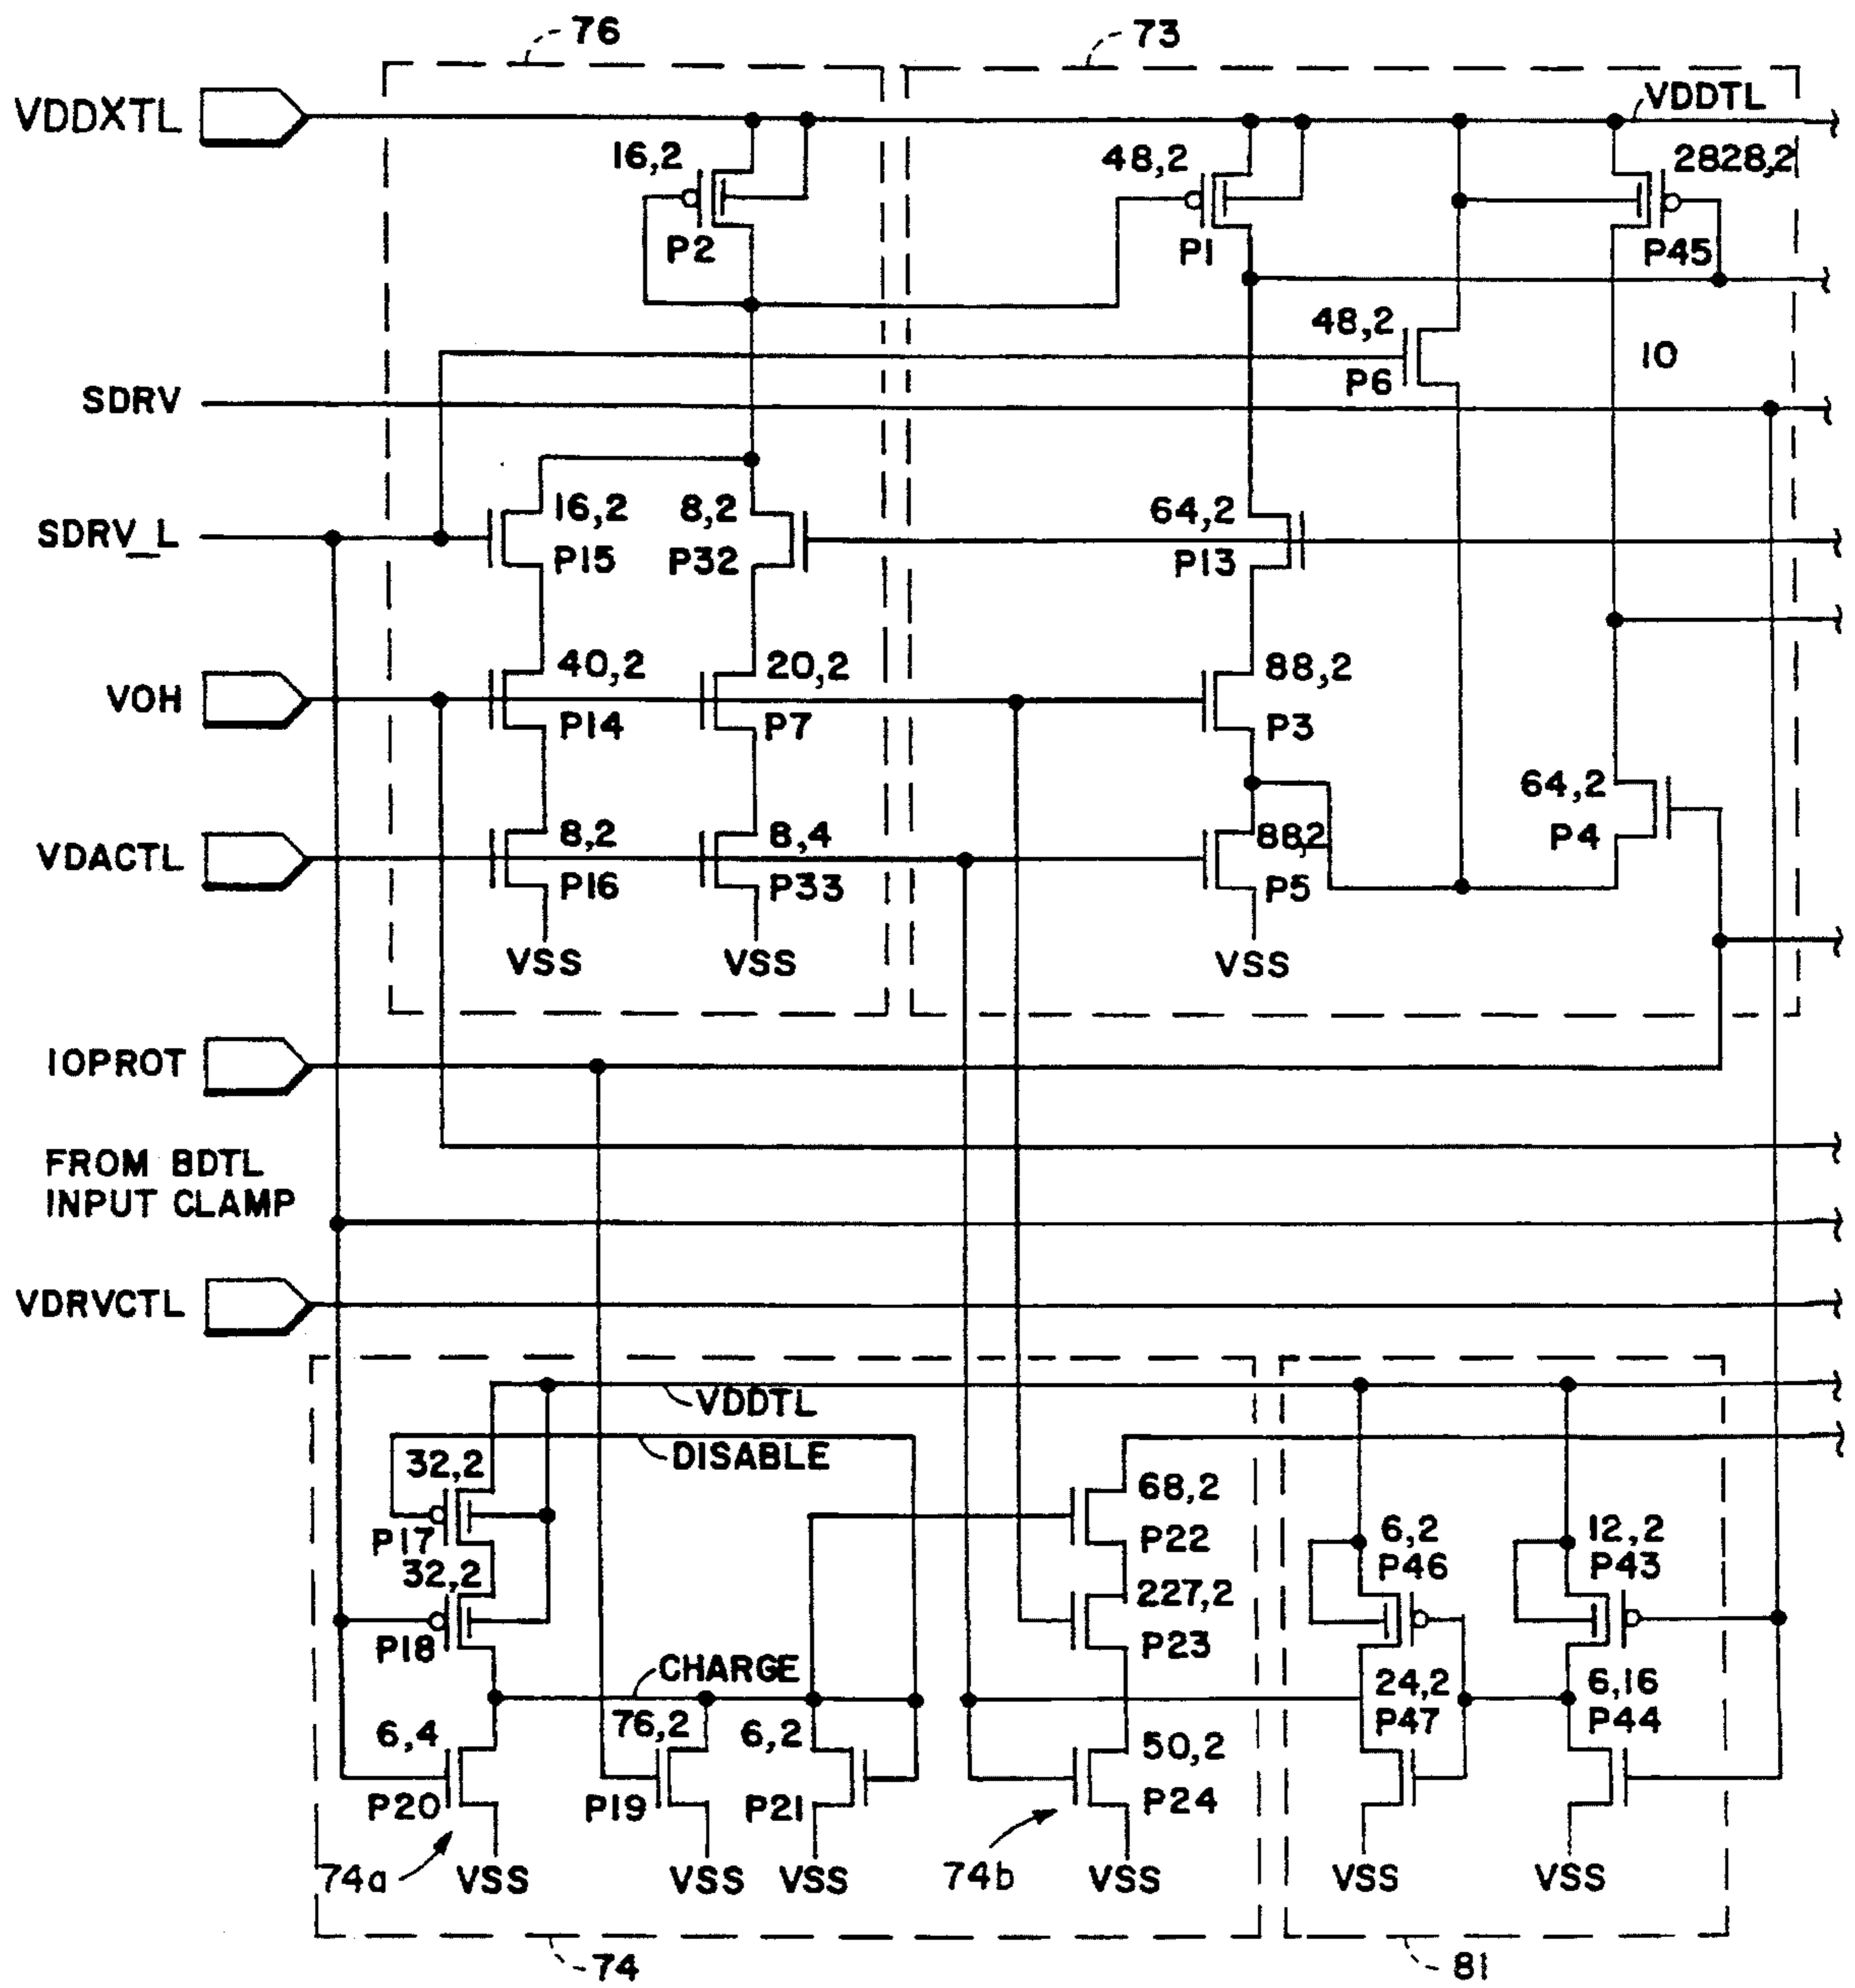 76
73
VDDXTL
VDDTL
16,2
48,2
2828,2
P2
P1
P45
48,2
P6
10
SDRV
SDRV_L
16,2
8,2
64,2
P15
P32
P13
VOH
40,2
20,2
88,2
P14
P7
P3
64,2
P4
VDACTL
8,2
8,4
88,2
P16
P33
P5
VSS
VSS
VSS
IOPROT
FROM BDTL
INPUT CLAMP
VDRVCTL
VDDTL
DISABLE
32,2
P17
68,2
P22
6,2
P46
12,2
P43
32,2
P18
227,2
P23
CHARGE
24,2
P47
6,16
P44
6,4
76,2
6,2
50,2
P20
P19
P21
P24
74a
VSS
VSS
VSS
74b
VSS
VSS
VSS
74
81